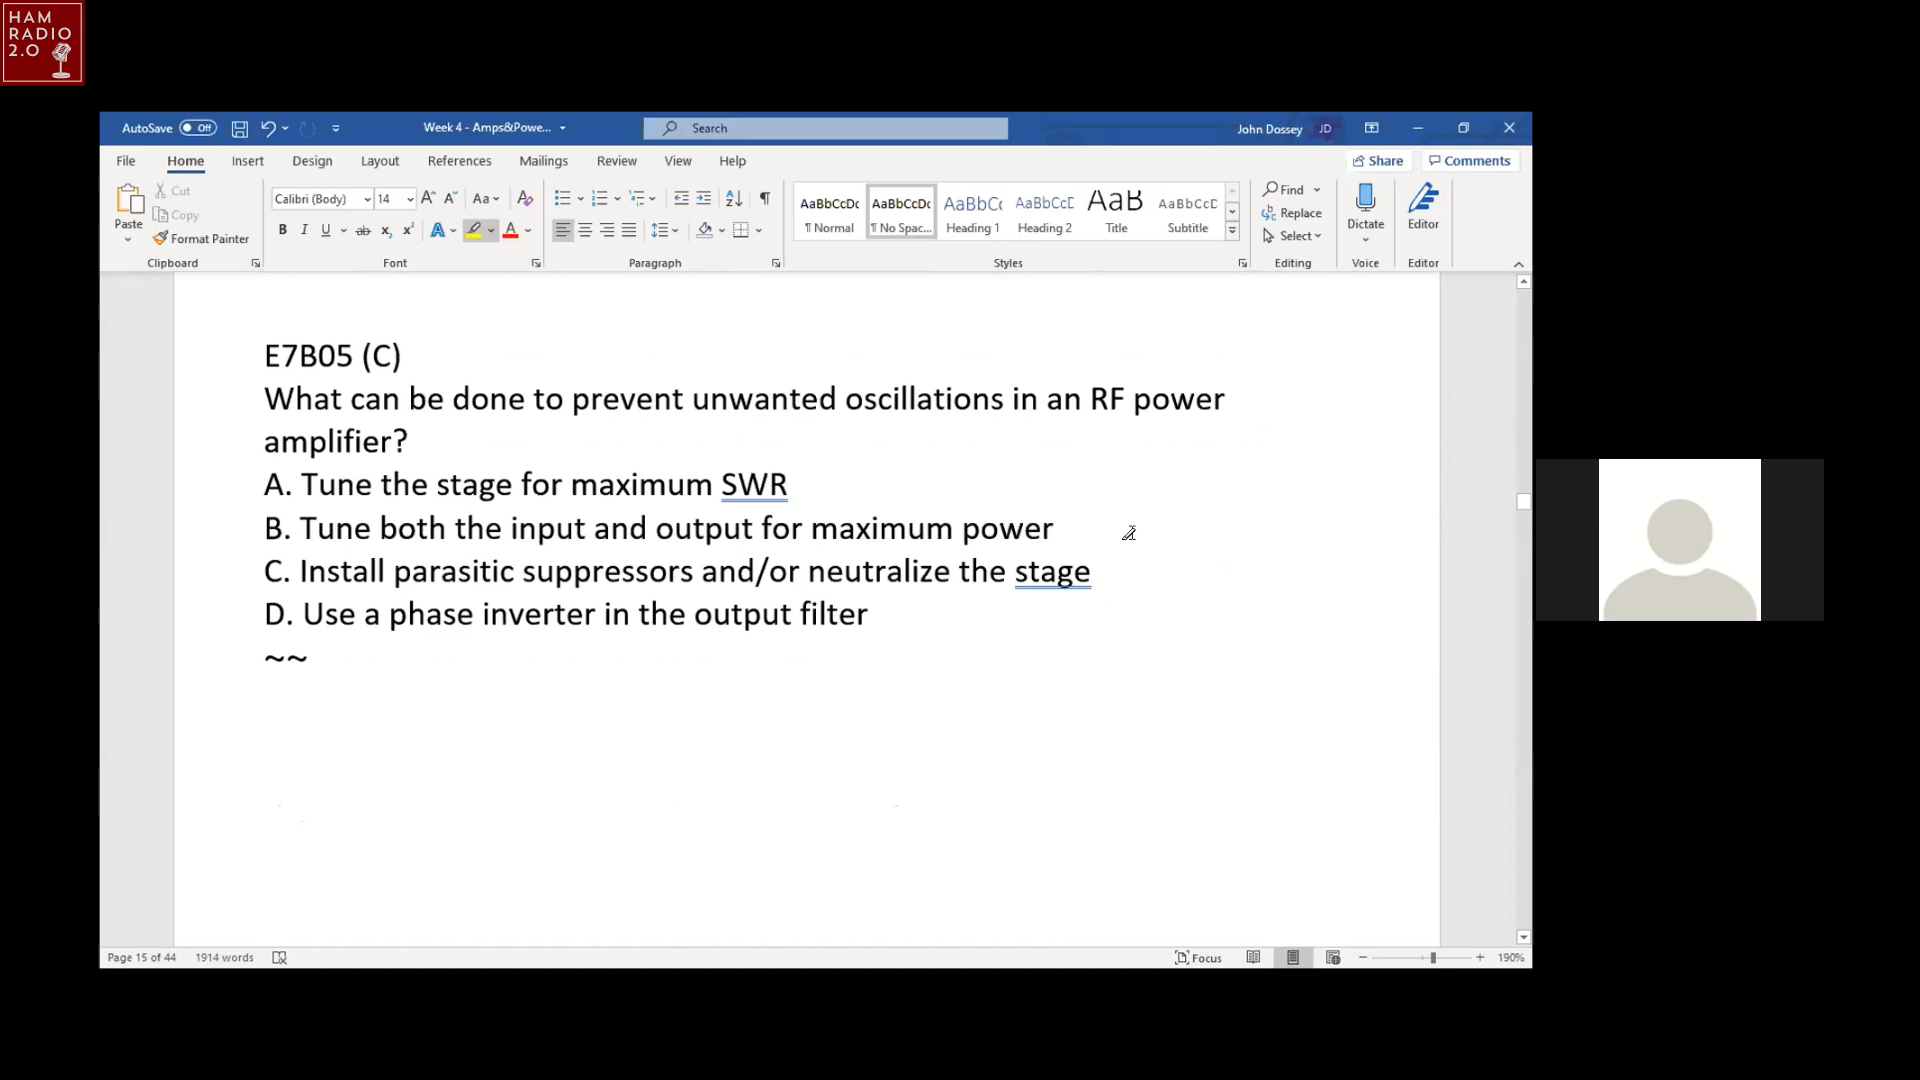 HAM
RADIO
2.0
AutoSave Off Week 4 - Amps&Powe... Search John Dossey JD
File Home Insert Design Layout References Mailings Review View Help Share Comments
Paste Cut Copy Format Painter
Calibri (Body) 14 Aa
B I U ab x₂ x² A A
AaBbCcDc AaBbCcDc AaBbCc AaBbCcD AaB AaBbCcD
¶ Normal ¶ No Spac... Heading 1 Heading 2 Title Subtitle
Find Replace Select Dictate Editor
Clipboard Font Paragraph Styles Editing Voice Editor
E7B05 (C)
What can be done to prevent unwanted oscillations in an RF power
amplifier?
A. Tune the stage for maximum SWR
B. Tune both the input and output for maximum power
C. Install parasitic suppressors and/or neutralize the stage
D. Use a phase inverter in the output filter
~~
Page 15 of 44 1914 words Focus 190%